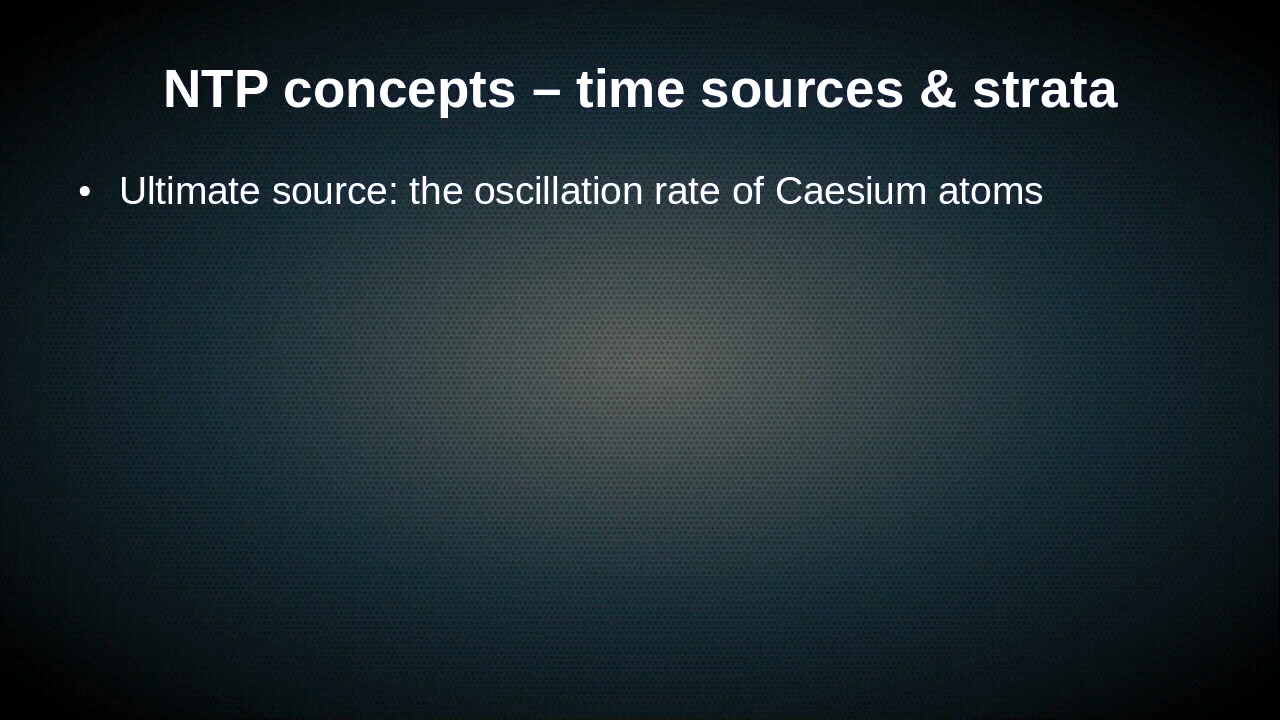 NTP concepts – time sources & strata
• Ultimate source: the oscillation rate of Caesium atoms